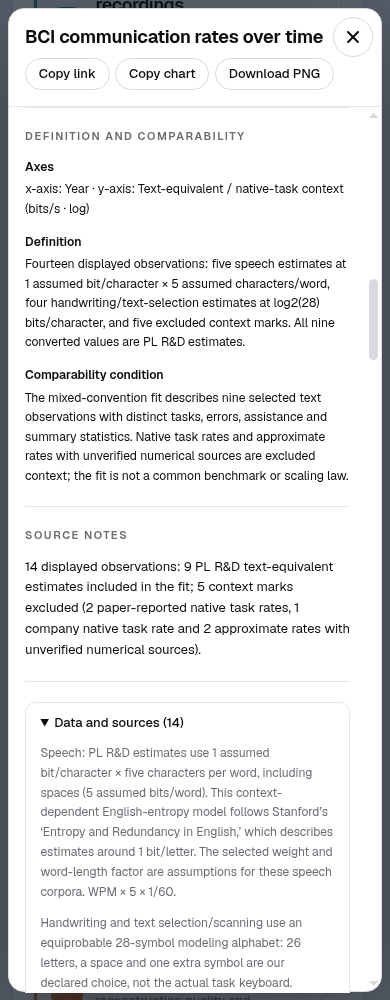 recordings
BCI communication rates over time
Copy link
Copy chart
Download PNG
DEFINITION AND COMPARABILITY
Axes
x-axis: Year · y-axis: Text-equivalent / native-task context
(bits/s · log)
Definition
Fourteen displayed observations: five speech estimates at
1 assumed bit/character × 5 assumed characters/word,
four handwriting/text-selection estimates at log2(28)
bits/character, and five excluded context marks. All nine
converted values are PL R&D estimates.
Comparability condition
The mixed-convention fit describes nine selected text
observations with distinct tasks, errors, assistance and
summary statistics. Native task rates and approximate
rates with unverified numerical sources are excluded
context; the fit is not a common benchmark or scaling law.
SOURCE NOTES
14 displayed observations: 9 PL R&D text-equivalent
estimates included in the fit; 5 context marks
excluded (2 paper-reported native task rates, 1
company native task rate and 2 approximate rates with
unverified numerical sources).
Data and sources (14)
Speech: PL R&D estimates use 1 assumed
bit/character × five characters per word, including
spaces (5 assumed bits/word). This context-
dependent English-entropy model follows Stanford’s
‘Entropy and Redundancy in English,’ which describes
estimates around 1 bit/letter. The selected weight and
word-length factor are assumptions for these speech
corpora. WPM × 5 × 1/60.
Handwriting and text selection/scanning use an
equiprobable 28-symbol modeling alphabet: 26
letters, a space and one extra symbol are our
declared choice, not the actual task keyboard.